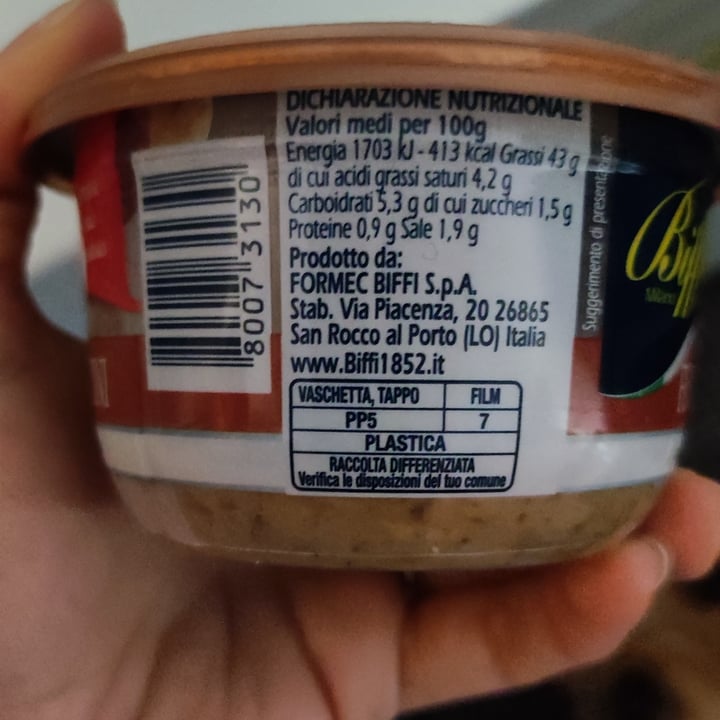 DICHIARAZIONE NUTRIZIONALE
Valori medi per 100g
Energia 1703 kJ - 413 kcal Grassi 43 g
di cui acidi grassi saturi 4,2 g
Carboidrati 5,3 g di cui zuccheri 1,5 g
Proteine 0,9 g Sale 1,9 g
Prodotto da:
FORMEC BIFFI S.p.A.
Stab. Via Piacenza, 20 26865
San Rocco al Porto (LO) Italia
www.Biffi1852.it
VASCHETTA, TAPPO FILM
PP5 7
PLASTICA
RACCOLTA DIFFERENZIATA
Verifica le disposizioni del tuo comune
8007 3130
Suggerimento di presentazione